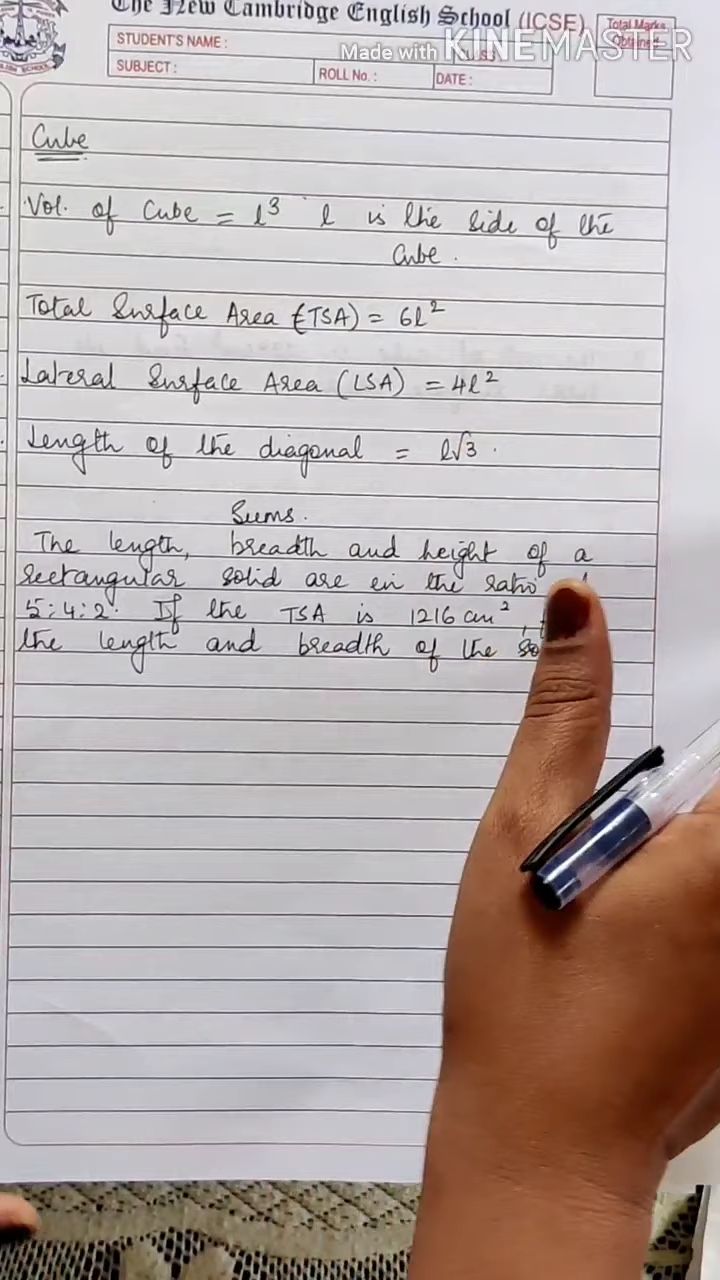 The New Cambridge English School (ICSE)
Total Marks
Obtained
Made with KINEMASTER
STUDENT'S NAME :
SUBJECT :
ROLL No. :
DATE :
Cube
Vol. of Cube = l³ l is the side of the
Cube.
Total Surface Area (TSA) = 6l²
Lateral Surface Area (LSA) = 4l²
Length of the diagonal = l√3.
Sums.
The length, breadth and height of a
rectangular solid are in the ratio
5:4:2. If the TSA is 1216 cm²,
the length and breadth of the